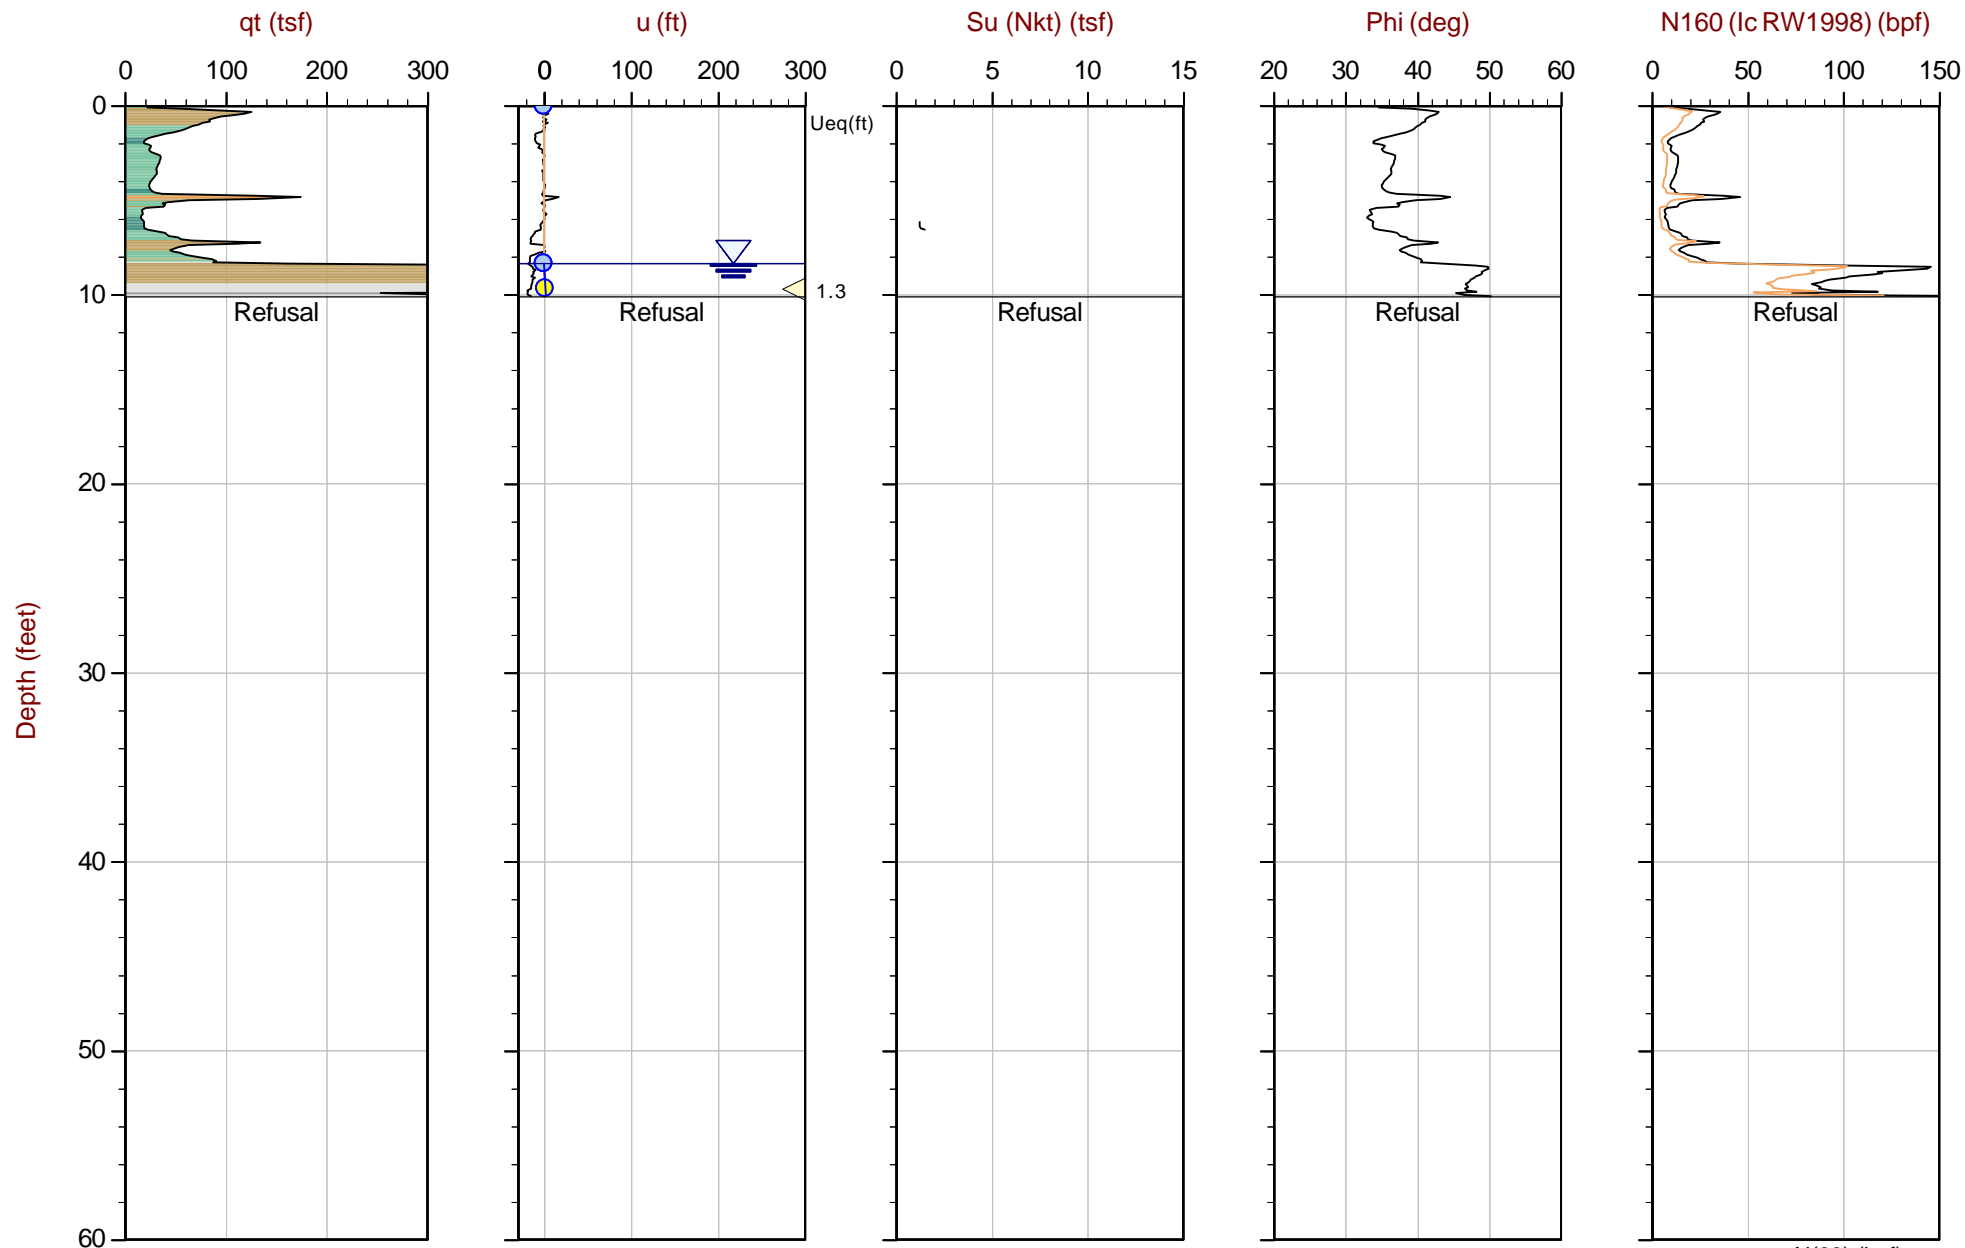 qt (tsf) u (ft) Su (Nkt) (tsf) Phi (deg) N160 (Ic RW1998) (bpf)
0 100 200 300 0 100 200 300 0 5 10 15 20 30 40 50 60 0 50 100 150
0
Ueq(ft)
1.3
10
Refusal Refusal Refusal Refusal Refusal
20
30
Depth (feet)
40
50
60